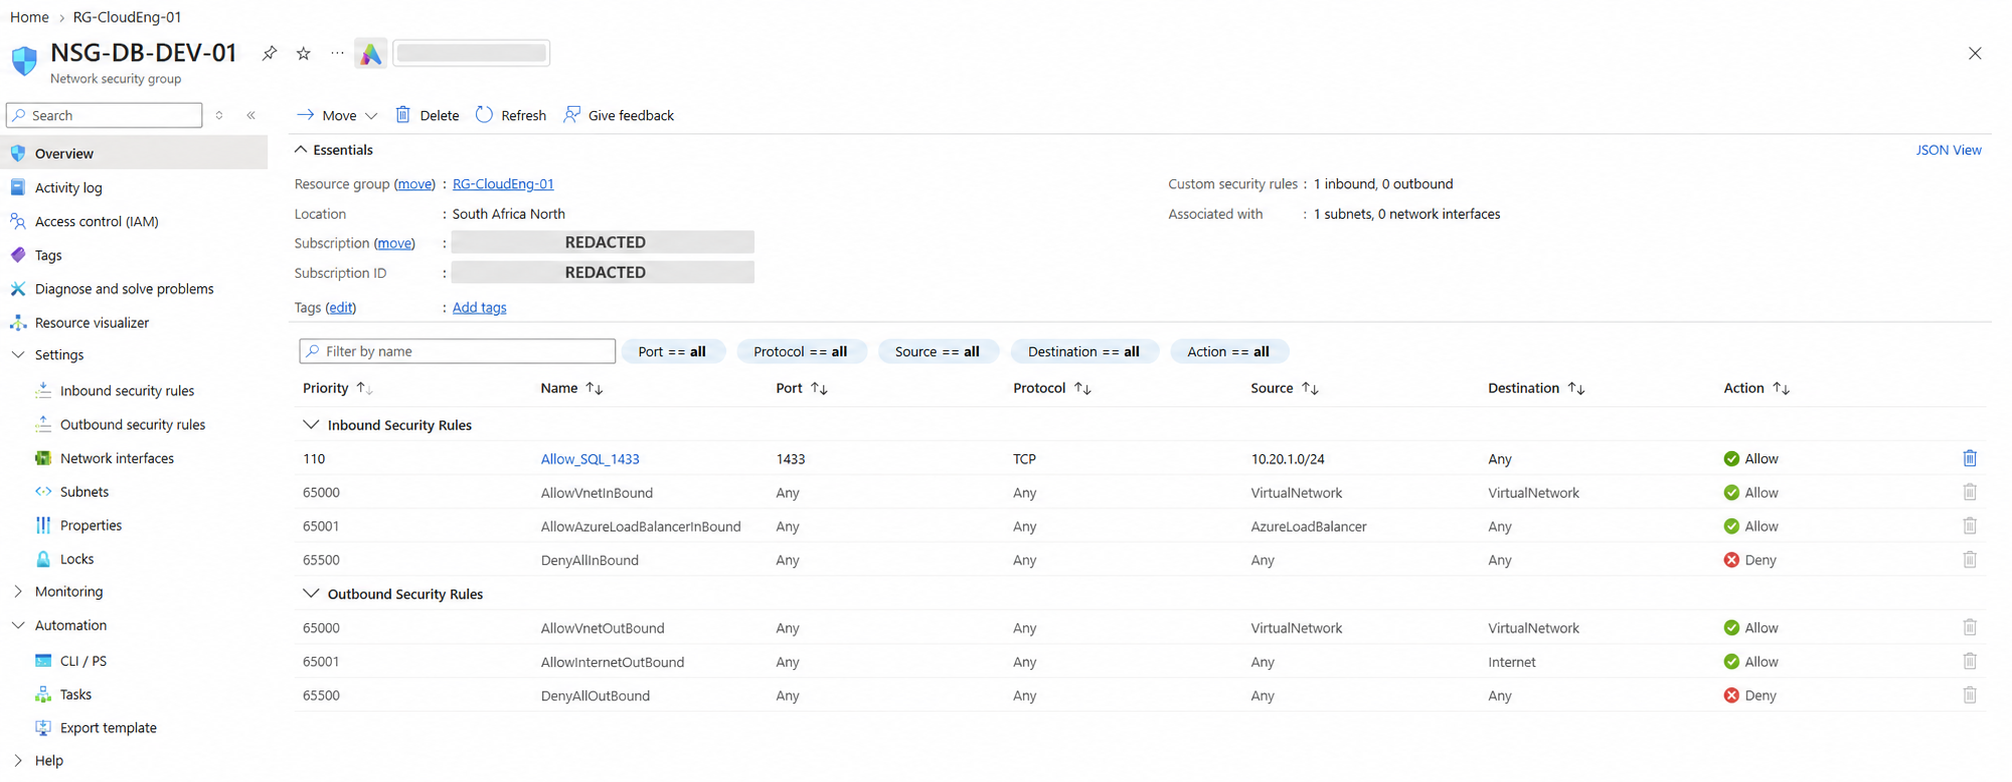 Home > RG-CloudEng-01
NSG-DB-DEV-01
Network security group
Search
Move Delete Refresh Give feedback
Overview
Activity log
Access control (IAM)
Tags
Diagnose and solve problems
Resource visualizer
Settings
Inbound security rules
Outbound security rules
Network interfaces
Subnets
Properties
Locks
Monitoring
Automation
CLI / PS
Tasks
Export template
Help
Essentials JSON View
Resource group (move) : RG-CloudEng-01
Location : South Africa North
Subscription (move) : REDACTED
Subscription ID : REDACTED
Tags (edit) : Add tags
Custom security rules : 1 inbound, 0 outbound
Associated with : 1 subnets, 0 network interfaces
Filter by name Port == all Protocol == all Source == all Destination == all Action == all
Priority ↑↓ Name ↑↓ Port ↑↓ Protocol ↑↓ Source ↑↓ Destination ↑↓ Action ↑↓
Inbound Security Rules
110 Allow_SQL_1433 1433 TCP 10.20.1.0/24 Any Allow
65000 AllowVnetInBound Any Any VirtualNetwork VirtualNetwork Allow
65001 AllowAzureLoadBalancerInBound Any Any AzureLoadBalancer Any Allow
65500 DenyAllInBound Any Any Any Any Deny
Outbound Security Rules
65000 AllowVnetOutBound Any Any VirtualNetwork VirtualNetwork Allow
65001 AllowInternetOutBound Any Any Any Internet Allow
65500 DenyAllOutBound Any Any Any Any Deny